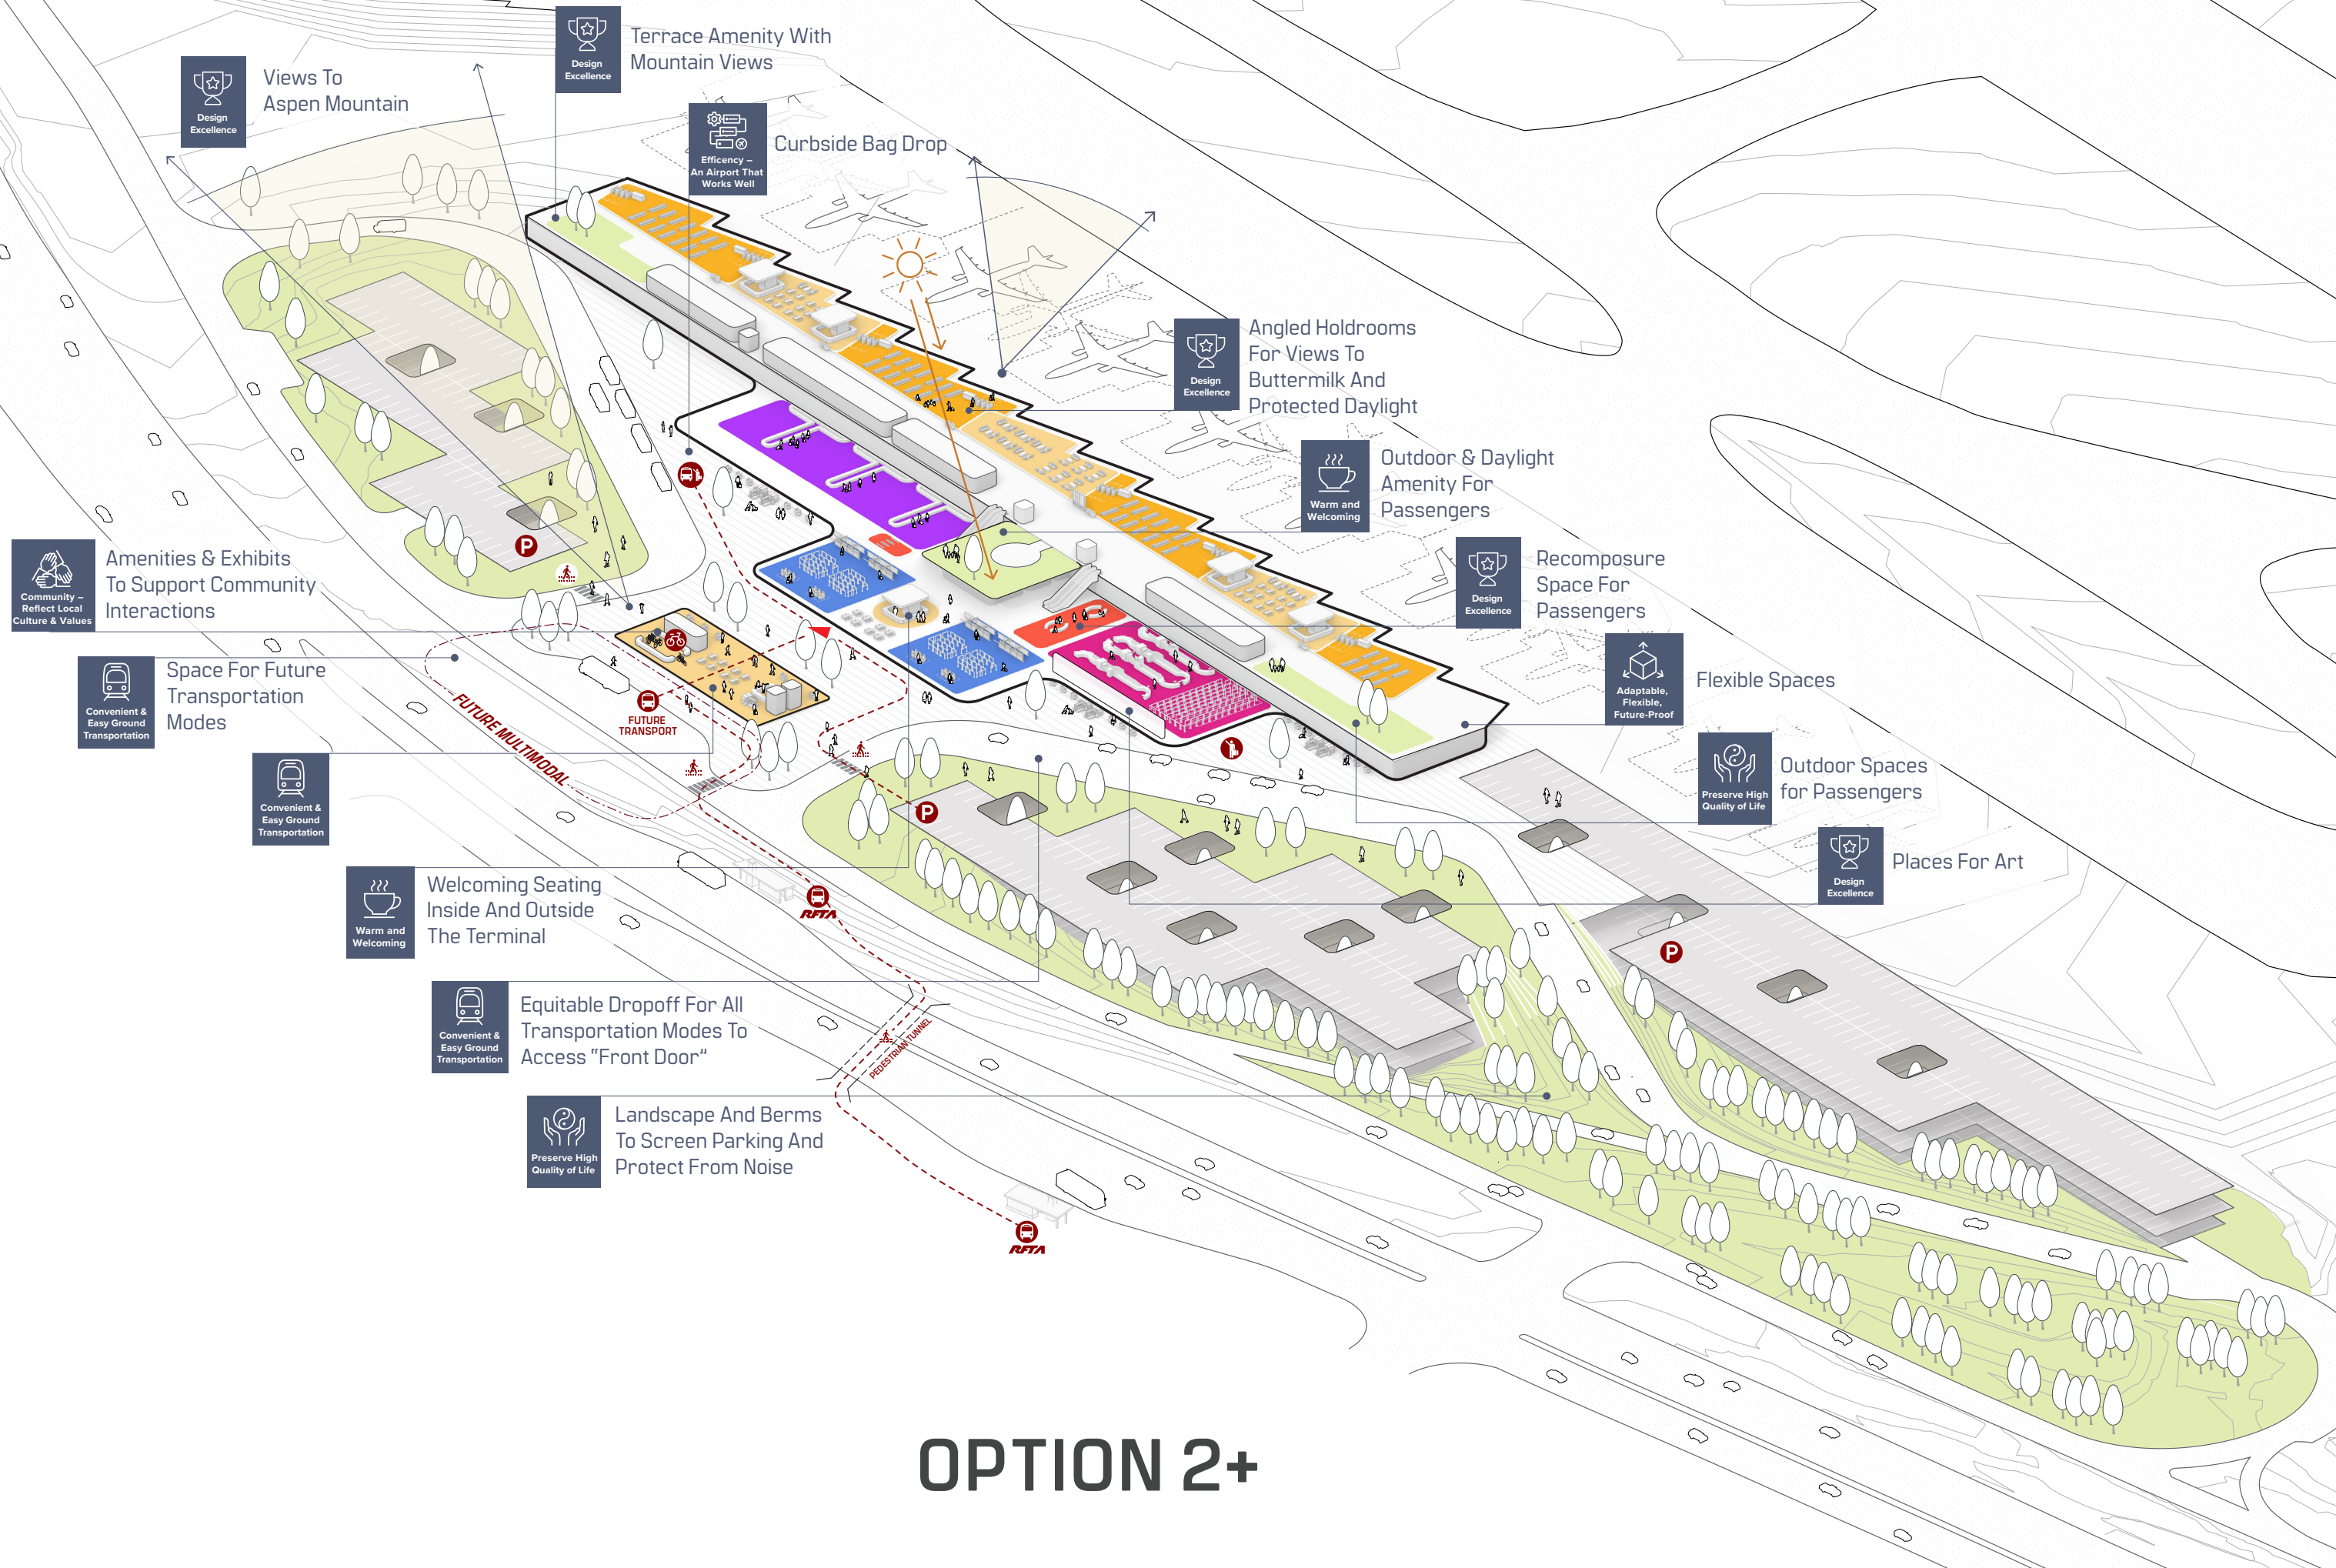 Design
Excellence
Terrace Amenity With
Mountain Views
Design
Excellence
Views To
Aspen Mountain
Efficency –
An Airport That
Works Well
Curbside Bag Drop
Design
Excellence
Angled Holdrooms
For Views To
Buttermilk And
Protected Daylight
Warm and
Welcoming
Outdoor & Daylight
Amenity For
Passengers
Design
Excellence
Recomposure
Space For
Passengers
Community –
Reflect Local
Culture & Values
Amenities & Exhibits
To Support Community
Interactions
P
Adaptable,
Flexible,
Future-Proof
Flexible Spaces
Convenient &
Easy Ground
Transportation
Space For Future
Transportation
Modes
FUTURE MULTIMODAL
FUTURE
TRANSPORT
Preserve High
Quality of Life
Outdoor Spaces
for Passengers
Convenient &
Easy Ground
Transportation
P
Design
Excellence
Places For Art
Warm and
Welcoming
Welcoming Seating
Inside And Outside
The Terminal
RFTA
P
Convenient &
Easy Ground
Transportation
Equitable Dropoff For All
Transportation Modes To
Access "Front Door"
PEDESTRIAN TUNNEL
Preserve High
Quality of Life
Landscape And Berms
To Screen Parking And
Protect From Noise
RFTA
OPTION 2+